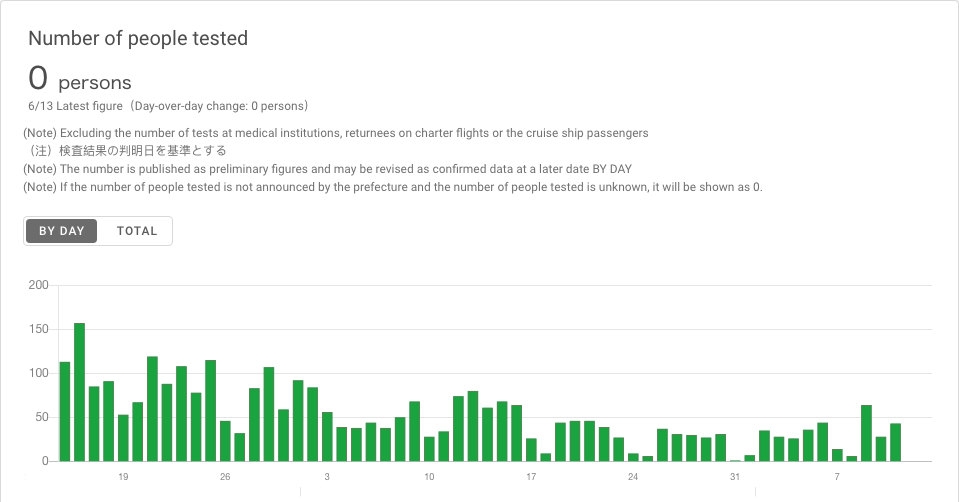 Number of people tested
0 persons
6/13 Latest figure（Day-over-day change: 0 persons）
(Note) Excluding the number of tests at medical institutions, returnees on charter flights or the cruise ship passengers
（注）検査結果の判明日を基準とする
(Note) The number is published as preliminary figures and may be revised as confirmed data at a later date BY DAY
(Note) If the number of people tested is not announced by the prefecture and the number of people tested is unknown, it will be shown as 0.
BY DAY TOTAL
200
150
100
50
0
19 26 3 10 17 24 31 7